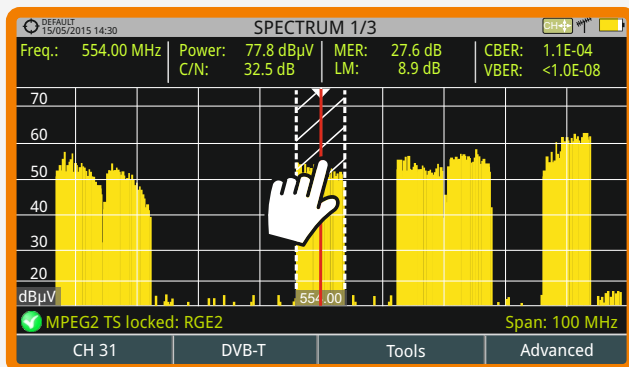 DEFAULT
15/05/2015 14:30
SPECTRUM 1/3
CH
Freq.: 554.00 MHz
Power: 77.8 dBµV
C/N: 32.5 dB
MER: 27.6 dB
LM: 8.9 dB
CBER: 1.1E-04
VBER: <1.0E-08
70
60
50
40
30
20
dBµV
554.00
MPEG2 TS locked: RGE2
Span: 100 MHz
CH 31
DVB-T
Tools
Advanced